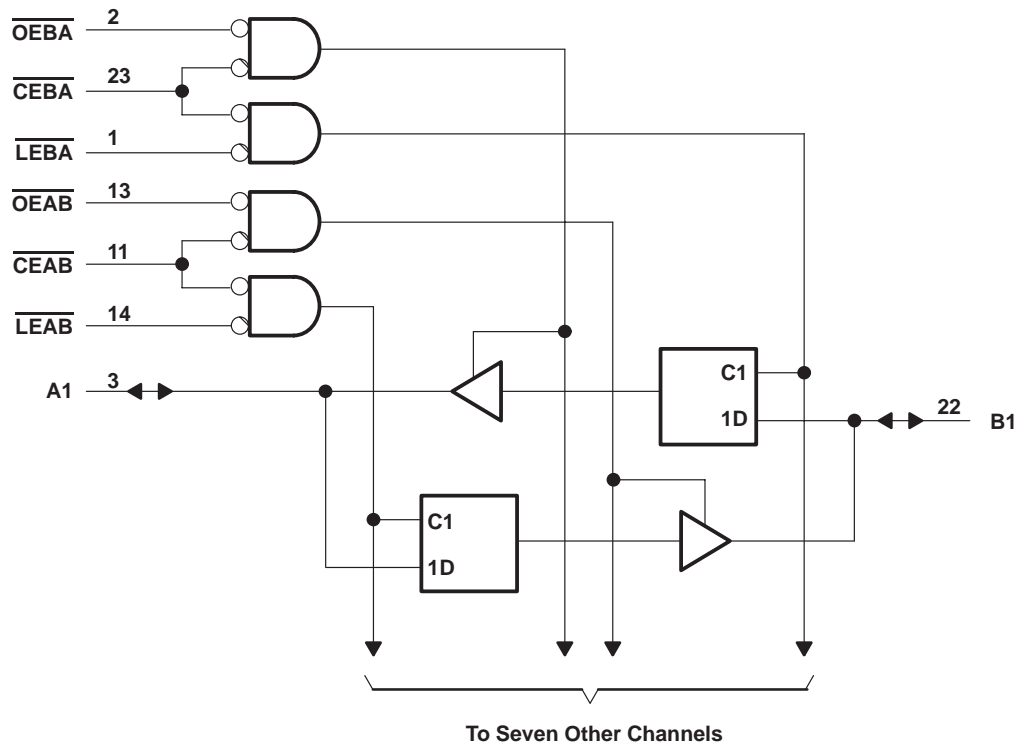 OEBA 2
CEBA 23
LEBA 1
OEAB 13
CEAB 11
LEAB 14
A1 3
C1
1D
22 B1
C1
1D
To Seven Other Channels